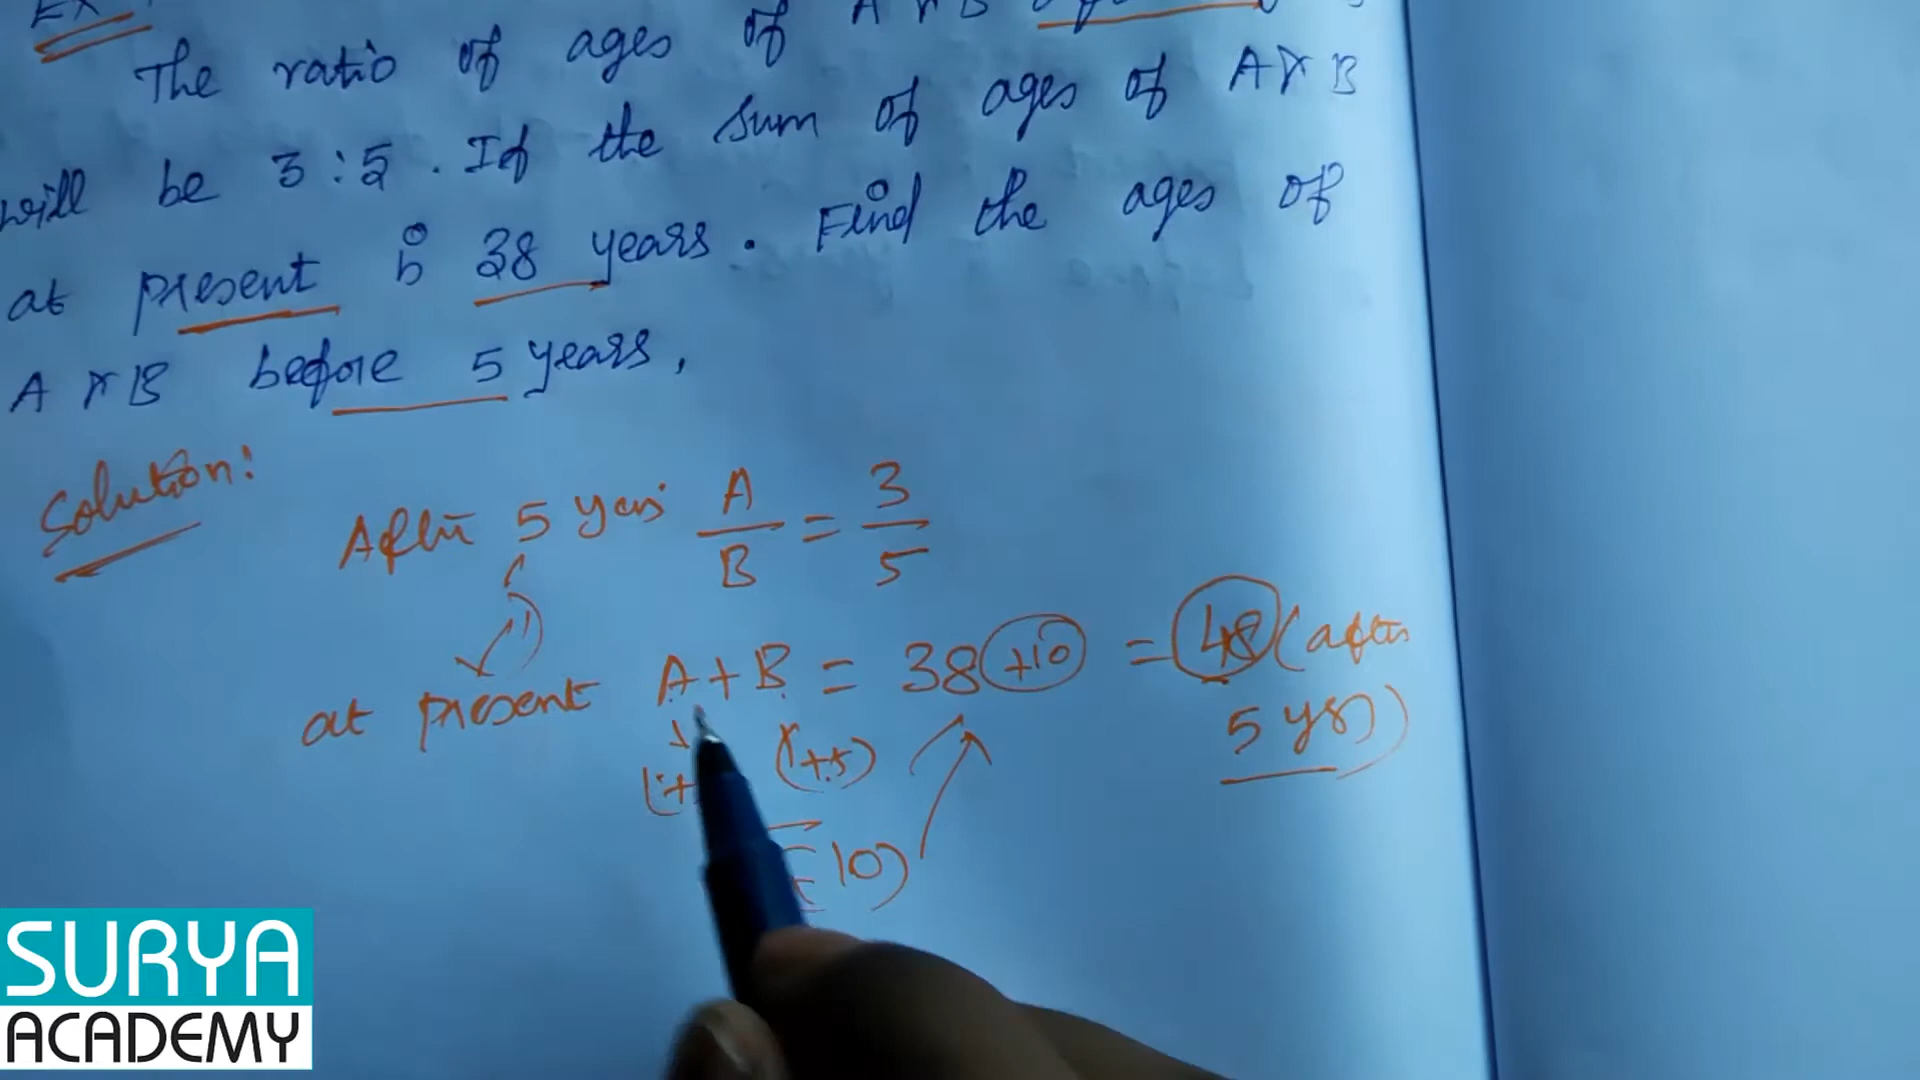 Ex
The ratio of ages of A & B
will be 3:5. If the sum of ages of A & B
at present is 38 years. Find the ages of
A & B before 5 years,
Solution:
After 5 yers A/B = 3/5
at present A + B = 38 +10 = 48 (after
5 yrs)
(+5)
10)
SURYA
ACADEMY